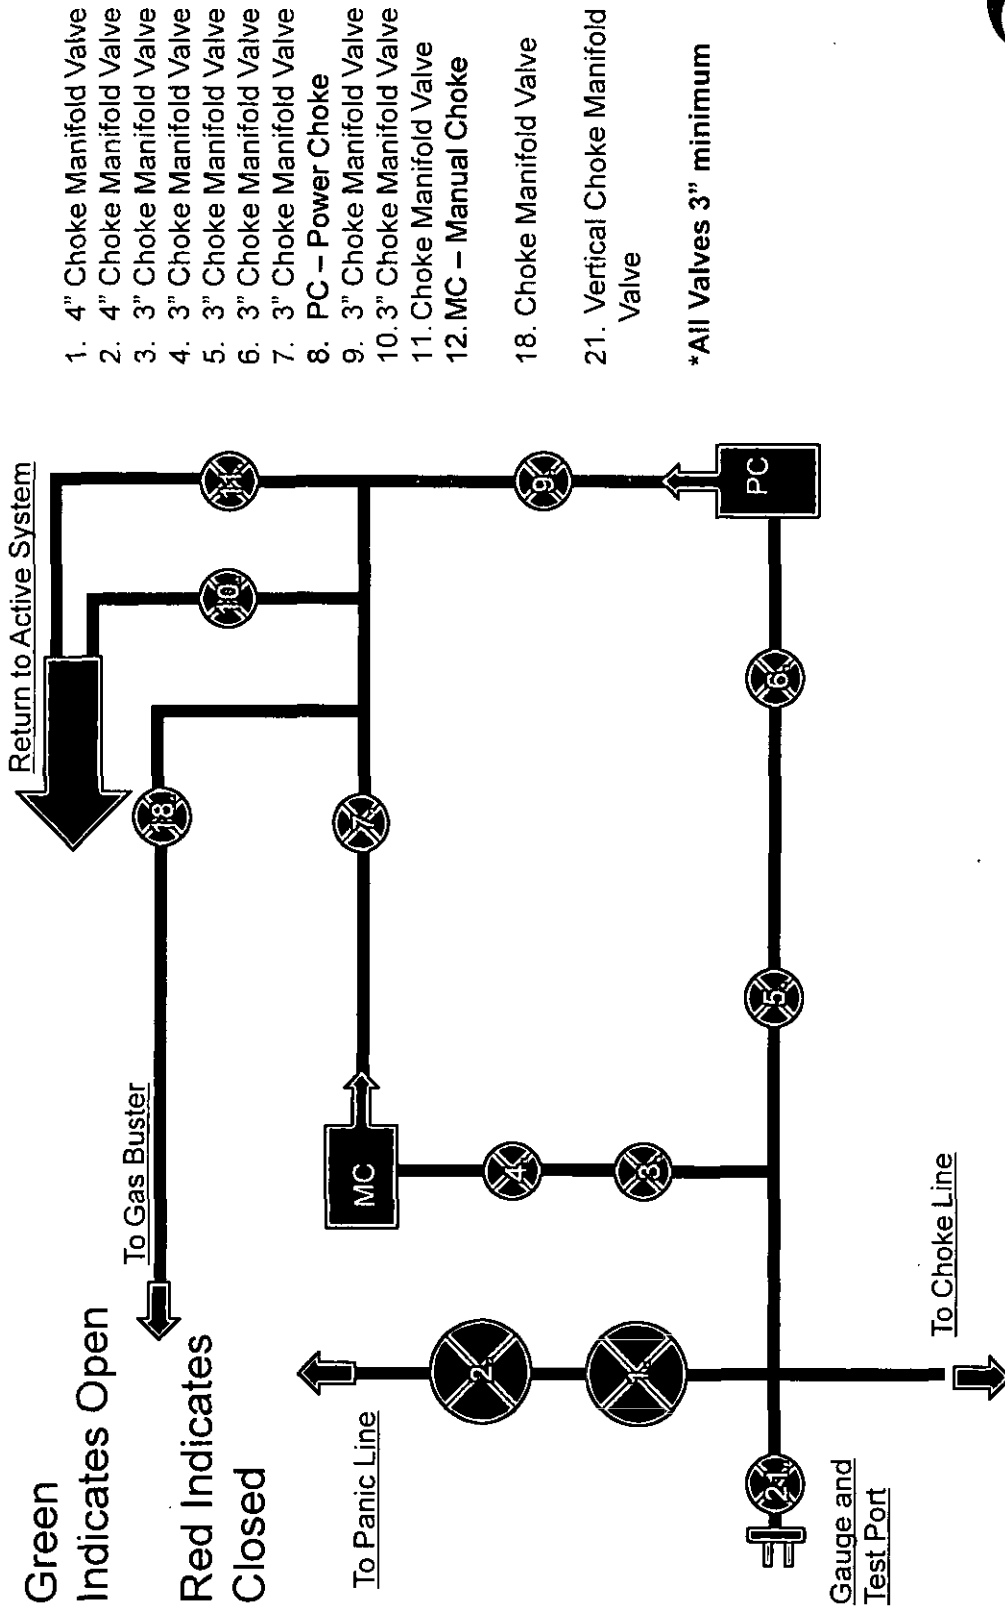 Green
Indicates Open
Red Indicates
Closed
To Gas Buster
Return to Active System
To Panic Line
To Choke Line
Gauge and
Test Port
MC
PC
18.
11.
10.
7.
9.
2.
4.
1.
3.
21.
5.
6.
1. 4" Choke Manifold Valve
2. 4" Choke Manifold Valve
3. 3" Choke Manifold Valve
4. 3" Choke Manifold Valve
5. 3" Choke Manifold Valve
6. 3" Choke Manifold Valve
7. 3" Choke Manifold Valve
8. PC – Power Choke
9. 3" Choke Manifold Valve
10. 3" Choke Manifold Valve
11. Choke Manifold Valve
12. MC – Manual Choke
18. Choke Manifold Valve
21. Vertical Choke Manifold
Valve
*All Valves 3" minimum